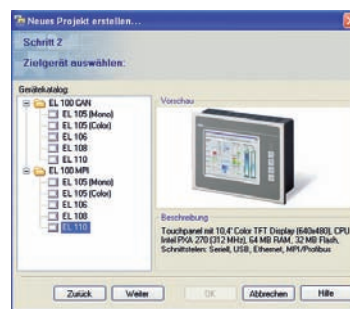 Neues Projekt erstellen...
Schritt 2
Zielgerät auswählen:
Gerätekatalog:
EL 100 CAN
EL 105 (Mono)
EL 105 (Color)
EL 106
EL 108
EL 110
EL 100 MPI
EL 105 (Mono)
EL 105 (Color)
EL 106
EL 108
EL 110
Vorschau
Beschreibung
Touchpanel mit 10,4' Color TFT Display (640x480), CPU
Intel PXA 270 (312 MHz), 64 MB RAM, 32 MB Flash,
Schnittstellen: Seriell, USB, Ethernet, MPI/Profibus
Zurück
Weiter
OK
Abbrechen
Hilfe